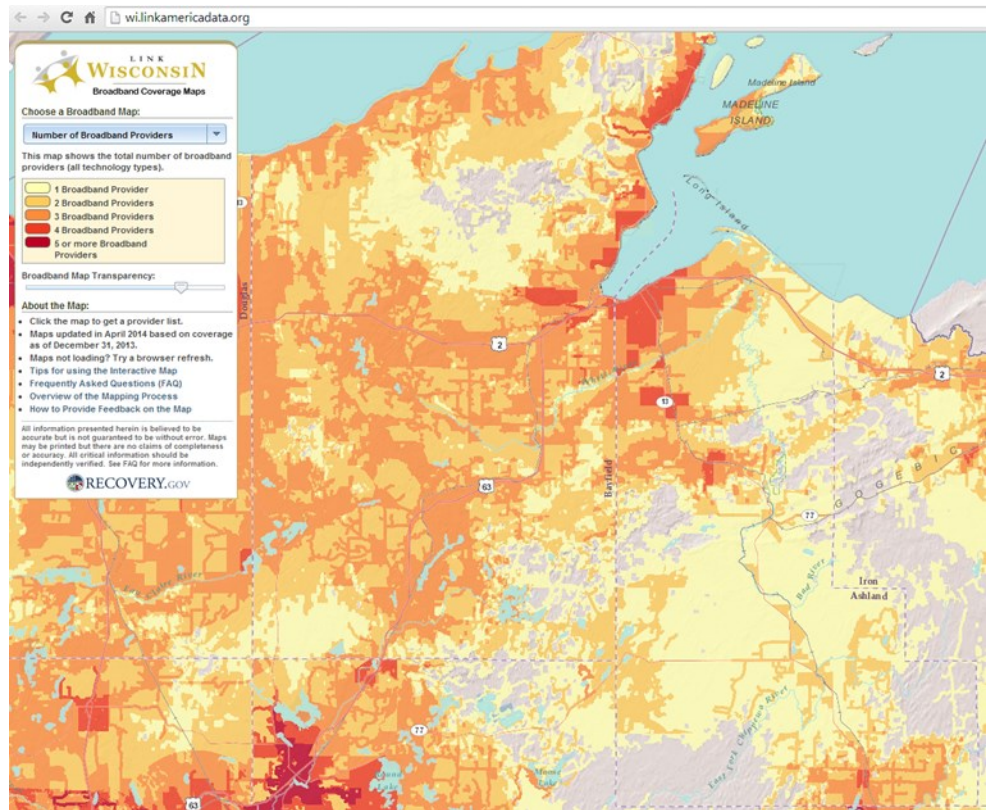 wi.linkamericadata.org
LINK
WISCONSIN
Broadband Coverage Maps
Choose a Broadband Map:
Number of Broadband Providers
This map shows the total number of broadband
providers (all technology types).
1 Broadband Provider
2 Broadband Providers
3 Broadband Providers
4 Broadband Providers
5 or more Broadband
Providers
Broadband Map Transparency:
About the Map:
Click the map to get a provider list.
Maps updated in April 2014 based on coverage
as of December 31, 2013.
Maps not loading? Try a browser refresh.
Tips for using the Interactive Map
Frequently Asked Questions (FAQ)
Overview of the Mapping Process
How to Provide Feedback on the Map
All information presented herein is believed to be
accurate but is not guaranteed to be without error. Maps
may be printed but there are no claims of completeness
or accuracy. All critical information should be
independently verified. See FAQ for more information.
RECOVERY.GOV
Madeline Island
MADELINE
ISLAND
Long Island
Douglas
2
2
13
63
Bayfield
GOGEBIC
77
Bad River
Iron
Ashland
77
East Fork Chippewa River
63